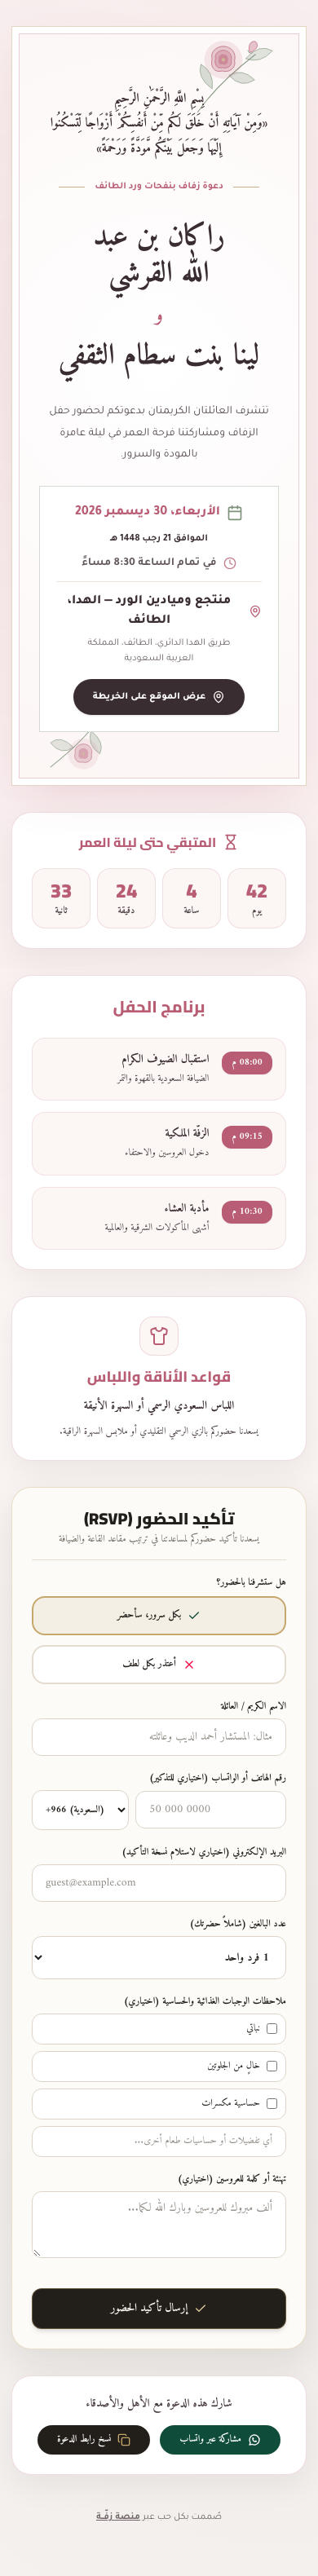 بِسْمِ اللَّهِ الرَّحْمَٰنِ الرَّحِيمِ
«وَمِنْ آيَاتِهِ أَنْ خَلَقَ لَكُم مِّنْ أَنفُسِكُمْ أَزْوَاجًا لِّتَسْكُنُوا
إِلَيْهَا وَجَعَلَ بَيْنَكُم مَّوَدَّةً وَرَحْمَةً»
دعوة زفاف بنفحات ورد الطائف
راكان بن عبد
الله القرشي
و
لينا بنت سطام الثقفي
تتشرف العائلتان الكريمتان بدعوتكم لحضور حفل
الزفاف ومشاركتنا فرحة العمر في ليلة عامرة
بالمودة والسرور.
الأربعاء، 30 ديسمبر 2026
الموافق 21 رجب 1448 هـ
في تمام الساعة 8:30 مساءً
منتجع وميادين الورد — الهدا،
الطائف
طريق الهدا الدائري، الطائف، المملكة
العربية السعودية
عرض الموقع على الخريطة
المتبقي حتى ليلة العمر
42 يوم
4 ساعة
24 دقيقة
33 ثانية
برنامج الحفل
08:00 م
استقبال الضيوف الكرام
الضيافة السعودية بالقهوة والتمر
09:15 م
الزفّة الملكية
دخول العروسين والاحتفاء
10:30 م
مأدبة العشاء
أشهى المأكولات الشرقية والعالمية
قواعد الأناقة واللباس
اللباس السعودي الرسمي أو السهرة الأنيقة
يسعدنا حضوركم بالزي الرسمي التقليدي أو ملابس السهرة الراقية.
تأكيد الحضور (RSVP)
يسعدنا تأكيد حضوركم لمساعدتنا في ترتيب مقاعد القاعة والضيافة
هل ستشرفنا بالحضور؟
بكل سرور، سأحضر
أعتذر بكل لطف
الاسم الكريم / العائلة
مثال: المستشار أحمد الديب وعائلته
رقم الهاتف أو الواتساب (اختياري للتذكير)
50 000 0000
+966 (السعودية)
البريد الإلكتروني (اختياري لاستلام نسخة التأكيد)
guest@example.com
عدد البالغين (شاملاً حضرتك)
1 فرد واحد
ملاحظات الوجبات الغذائية والحساسية (اختياري)
نباتي
خالٍ من الجلوتين
حساسية مكسرات
أي تفضيلات أو حساسيات طعام أخرى...
تهنئة أو كلمة للعروسين (اختياري)
ألف مبروك للعروسين وبارك الله لكما...
إرسال تأكيد الحضور
شارك هذه الدعوة مع الأهل والأصدقاء
مشاركة عبر واتساب
نسخ رابط الدعوة
صُممت بكل حب عبر منصة زفّـة